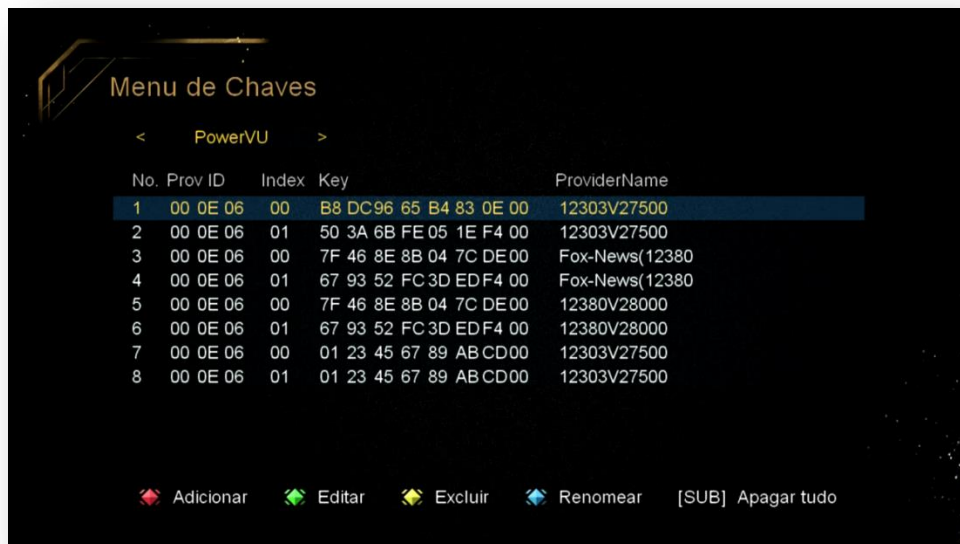 Menu de Chaves
< PowerVU >
No. Prov ID Index Key ProviderName
1 00 0E 06 00 B8 DC 96 65 B4 83 0E 00 12303V27500
2 00 0E 06 01 50 3A 6B FE 05 1E F4 00 12303V27500
3 00 0E 06 00 7F 46 8E 8B 04 7C DE 00 Fox-News(12380
4 00 0E 06 01 67 93 52 FC 3D ED F4 00 Fox-News(12380
5 00 0E 06 00 7F 46 8E 8B 04 7C DE 00 12380V28000
6 00 0E 06 01 67 93 52 FC 3D ED F4 00 12380V28000
7 00 0E 06 00 01 23 45 67 89 AB CD 00 12303V27500
8 00 0E 06 01 01 23 45 67 89 AB CD 00 12303V27500
Adicionar Editar Excluir Renomear [SUB] Apagar tudo